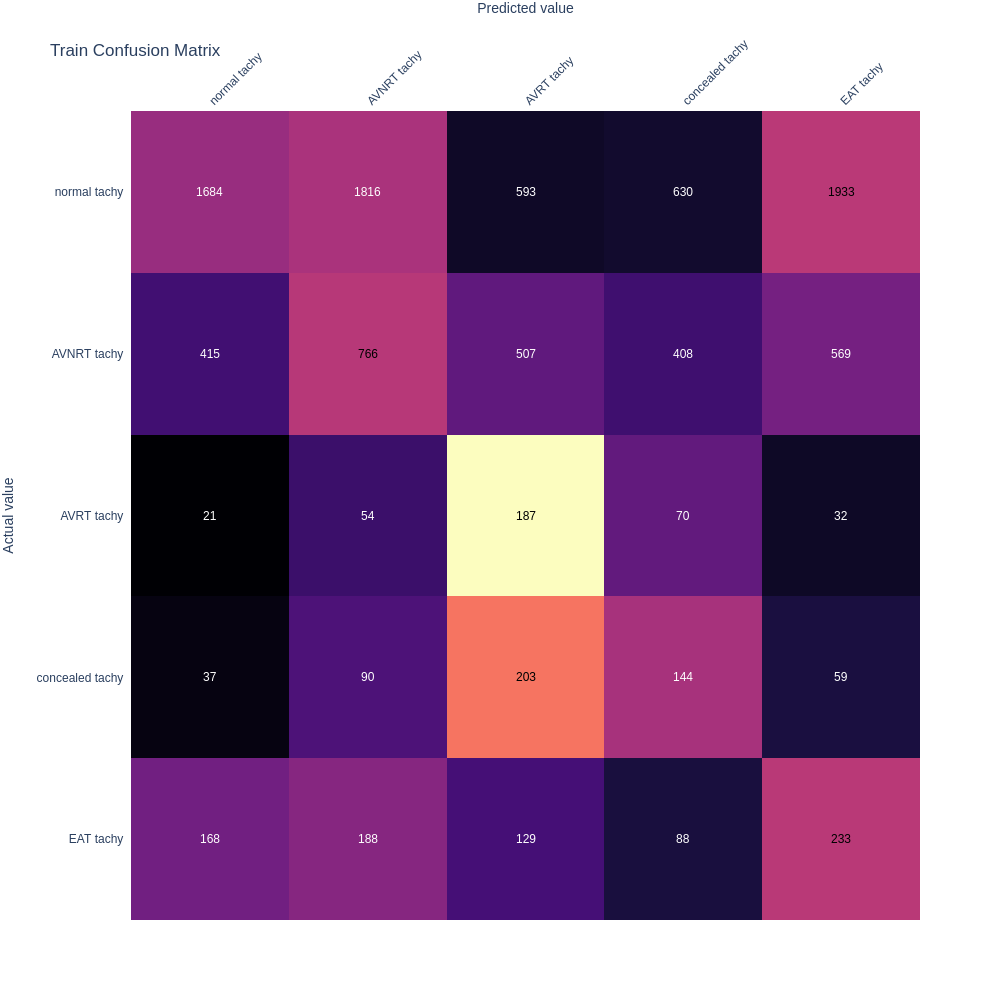 Predicted value
Train Confusion Matrix
normal tachy AVNRT tachy AVRT tachy concealed tachy EAT tachy
normal tachy 1684 1816 593 630 1933
AVNRT tachy 415 766 507 408 569
AVRT tachy 21 54 187 70 32
Actual value
concealed tachy 37 90 203 144 59
EAT tachy 168 188 129 88 233